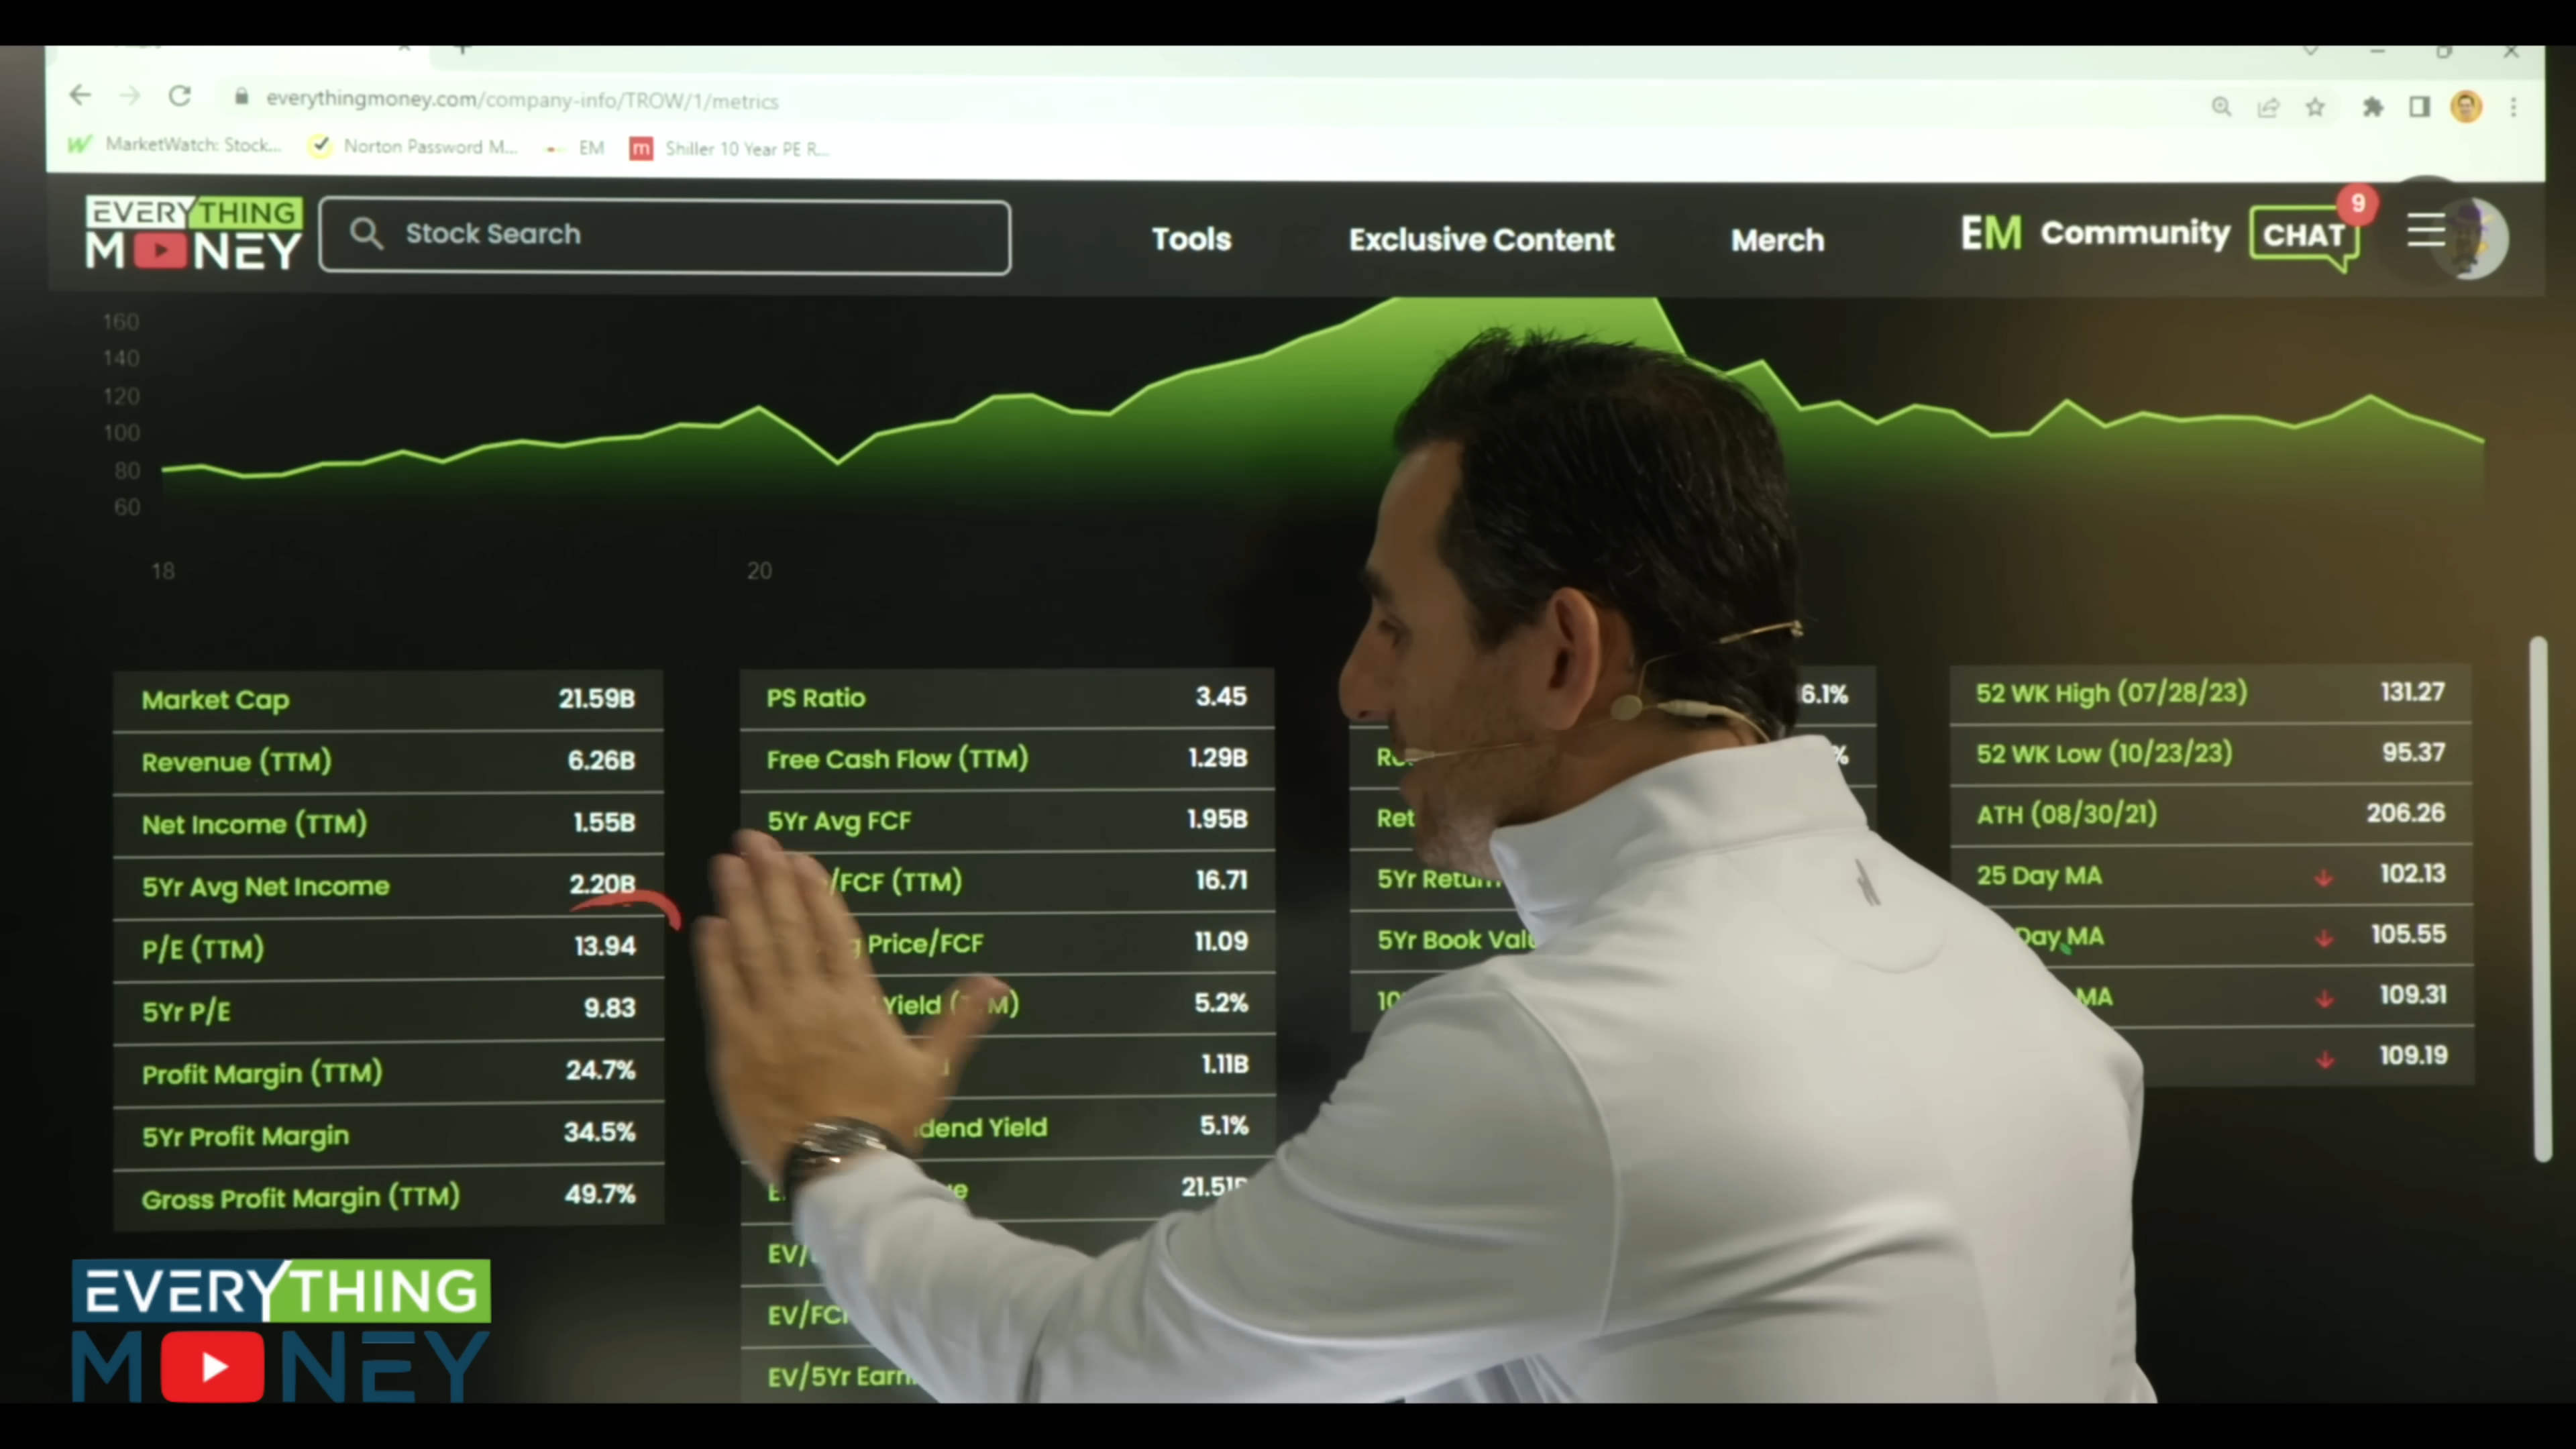 everythingmoney.com/company-info/TROW/1/metrics
MarketWatch: Stock... Norton Password M... EM m Shiller 10 Year PE R...
EVERYTHING
MONEY
Stock Search
Tools
Exclusive Content
Merch
EM Community
CHAT
9
160
140
120
100
80
60
18
20
Market Cap 21.59B
Revenue (TTM) 6.26B
Net Income (TTM) 1.55B
5Yr Avg Net Income 2.20B
P/E (TTM) 13.94
5Yr P/E 9.83
Profit Margin (TTM) 24.7%
5Yr Profit Margin 34.5%
Gross Profit Margin (TTM) 49.7%
PS Ratio 3.45
Free Cash Flow (TTM) 1.29B
5Yr Avg FCF 1.95B
/FCF (TTM) 16.71
Price/FCF 11.09
Yield 5.2%
1.11B
Yield 5.1%
21.51
EV/
EV/FCF
EV/5Yr Earn
6.1%
%
Ret
5Yr Return
5Yr Book Valu
10
52 WK High (07/28/23) 131.27
52 WK Low (10/23/23) 95.37
ATH (08/30/21) 206.26
25 Day MA 102.13
Day MA 105.55
MA 109.31
109.19
EVERYTHING
MONEY